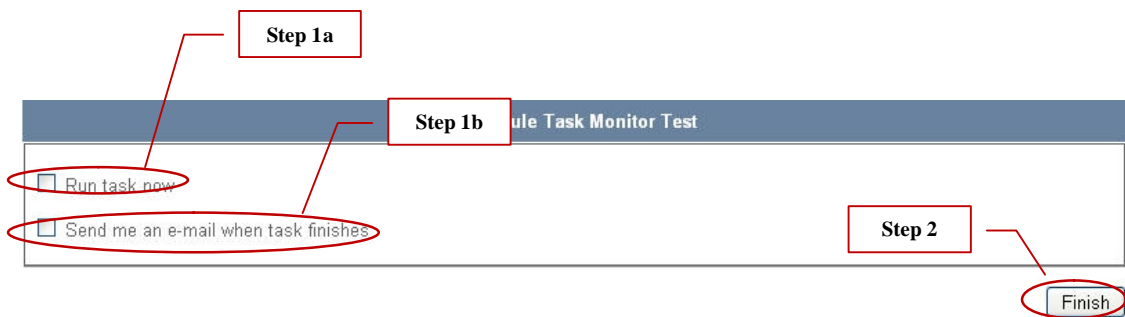 Step 1a
Step 1b
ule Task Monitor Test
Run task now
Send me an e-mail when task finishes
Step 2
Finish